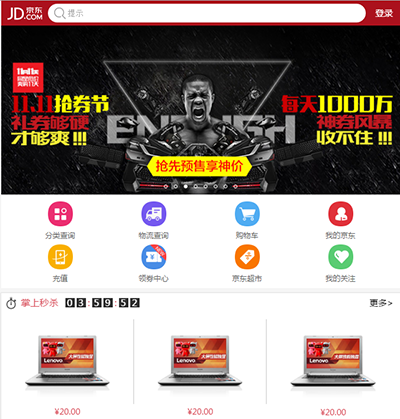 JD 京东
.COM
提示
登录
11.11抢券节
礼券够硬
才够爽 !!!
ENOUGH
每天1000万
神券风暴
收不住 !!!
抢先预售享神价
分类查询
物流查询
购物车
我的京东
充值
领券中心
京东超市
我的关注
掌上秒杀 03:59:52
更多>
Lenovo
Lenovo
Lenovo
¥20.00
¥20.00
¥20.00